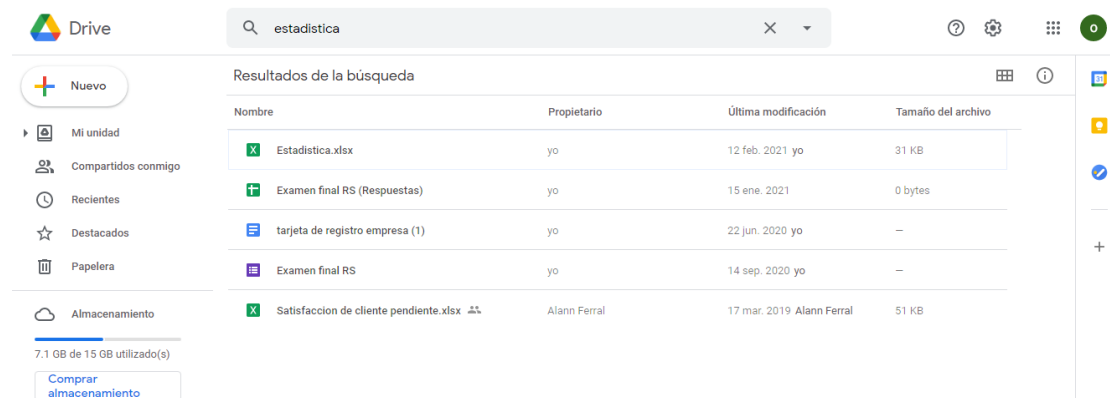 Drive
estadistica
Nuevo
Mi unidad
Compartidos conmigo
Recientes
Destacados
Papelera
Almacenamiento
7.1 GB de 15 GB utilizado(s)
Comprar
almacenamiento
Resultados de la búsqueda
Nombre Propietario Última modificación Tamaño del archivo
Estadistica.xlsx yo 12 feb. 2021 yo 31 KB
Examen final RS (Respuestas) yo 15 ene. 2021 0 bytes
tarjeta de registro empresa (1) yo 22 jun. 2020 yo —
Examen final RS yo 14 sep. 2020 yo —
Satisfaccion de cliente pendiente.xlsx Alann Ferral 17 mar. 2019 Alann Ferral 51 KB
O
31